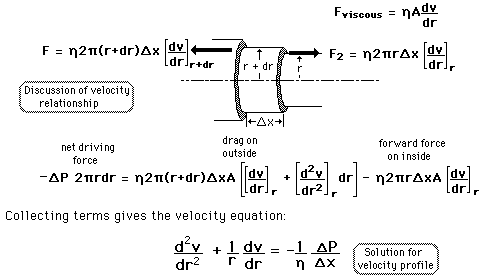 F_viscous = ηA dv/dr
F = η2π(r+dr)Δx [dv/dr]_r+dr
r + dr
r
F₂ = η2πrΔx [dv/dr]_r
Discussion of velocity
relationship
Δx
net driving
force
drag on
outside
forward force
on inside
-ΔP 2πrdr = η2π(r+dr)ΔxA [[dv/dr]_r + [d²v/dr²]_r dr] - η2πrΔxA [dv/dr]_r
Collecting terms gives the velocity equation:
d²v/dr² + 1/r dv/dr = -1/η ΔP/Δx
Solution for
velocity profile